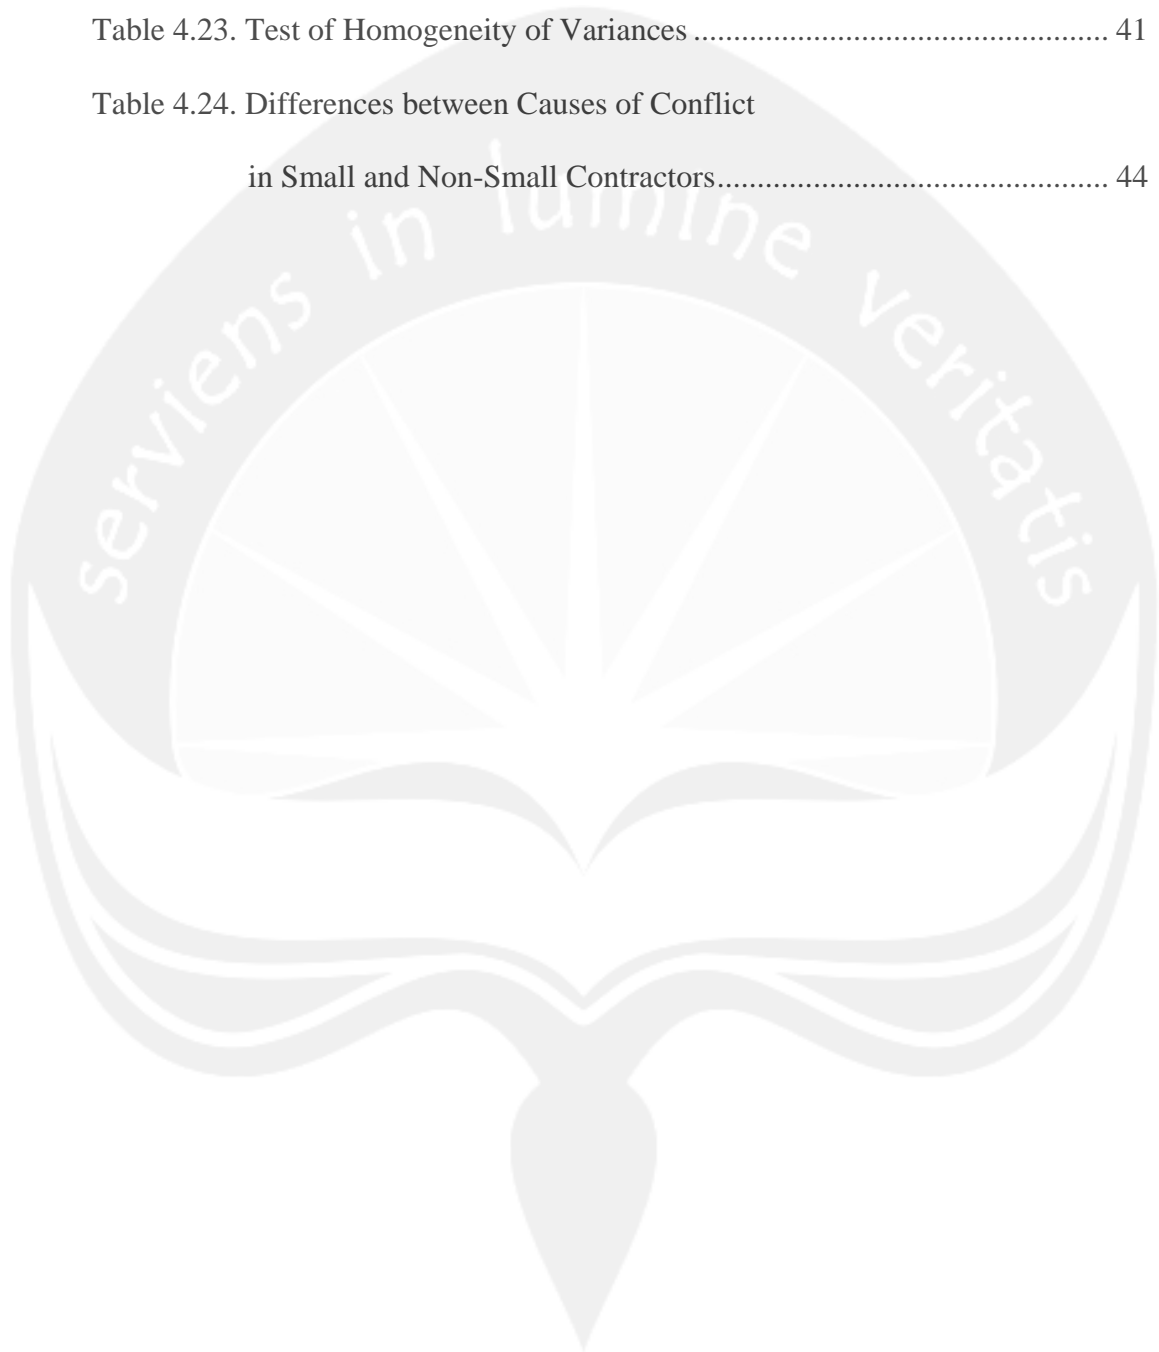 Table 4.23. Test of Homogeneity of Variances .................................................... 41
Table 4.24. Differences between Causes of Conflict
in Small and Non-Small Contractors................................................. 44
serviens in lumine veritatis